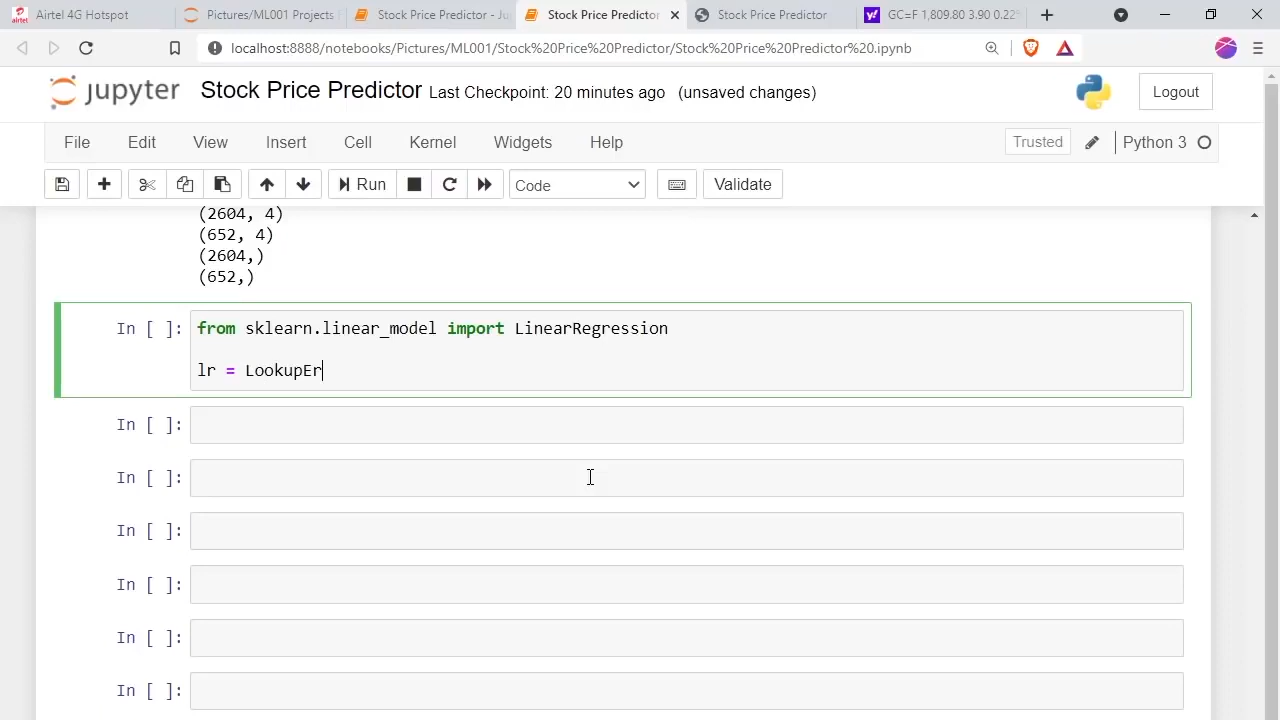 Airtel 4G Hotspot
Pictures/ML001 Projects
Stock Price Predictor - Ju
Stock Price Predictor
Stock Price Predictor
GC=F 1,809.80 3.90 0.22%
localhost:8888/notebooks/Pictures/ML001/StoSK%20Price%20Predictor/Stock%20Price%20Predictor%20.ipynb
jupyter Stock Price Predictor Last Checkpoint: 20 minutes ago (unsaved changes)
Logout
File Edit View Insert Cell Kernel Widgets Help
Trusted
Python 3
Run
Code
Validate
(2604, 4)
(652, 4)
(2604,)
(652,)
In [ ]: from sklearn.linear_model import LinearRegression
lr = LookupEr
In [ ]:
In [ ]:
In [ ]:
In [ ]:
In [ ]:
In [ ]: